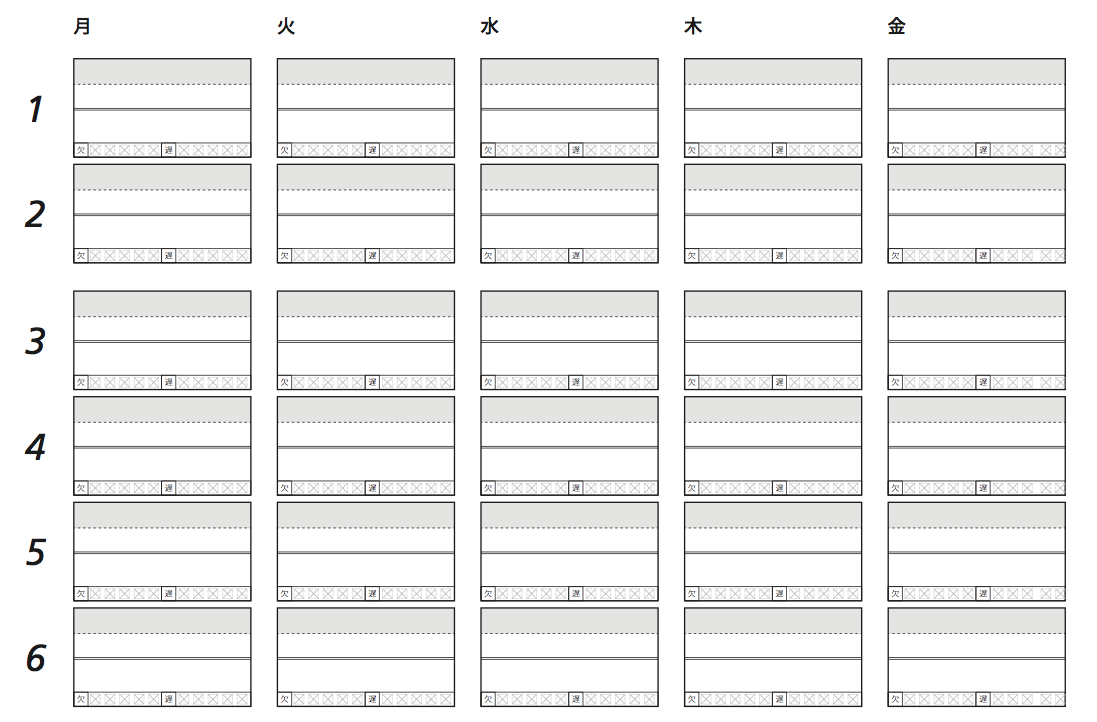 月 火 水 木 金
1
欠 遅 欠 遅 欠 遅 欠 遅 欠 遅
2
欠 遅 欠 遅 欠 遅 欠 遅 欠 遅
3
欠 遅 欠 遅 欠 遅 欠 遅 欠 遅
4
欠 遅 欠 遅 欠 遅 欠 遅 欠 遅
5
欠 遅 欠 遅 欠 遅 欠 遅 欠 遅
6
欠 遅 欠 遅 欠 遅 欠 遅 欠 遅